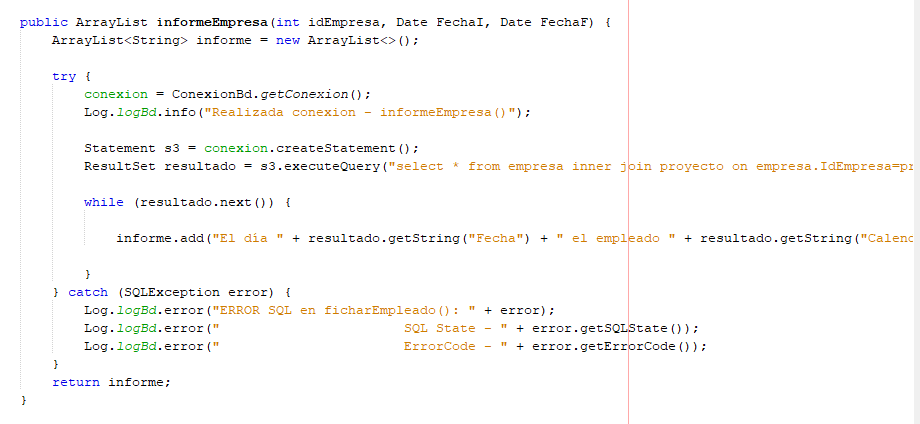 public ArrayList informeEmpresa(int idEmpresa, Date FechaI, Date FechaF) {
ArrayList<String> informe = new ArrayList<>();
try {
conexion = ConexionBd.getConexion();
Log.logBd.info("Realizada conexion - informeEmpresa()");
Statement s3 = conexion.createStatement();
ResultSet resultado = s3.executeQuery("select * from empresa inner join proyecto on empresa.IdEmpresa=pr
while (resultado.next()) {
informe.add("El día " + resultado.getString("Fecha") + " el empleado " + resultado.getString("Calend
}
} catch (SQLException error) {
Log.logBd.error("ERROR SQL en ficharEmpleado(): " + error);
Log.logBd.error("                       SQL State - " + error.getSQLState());
Log.logBd.error("                       ErrorCode - " + error.getErrorCode());
}
return informe;
}